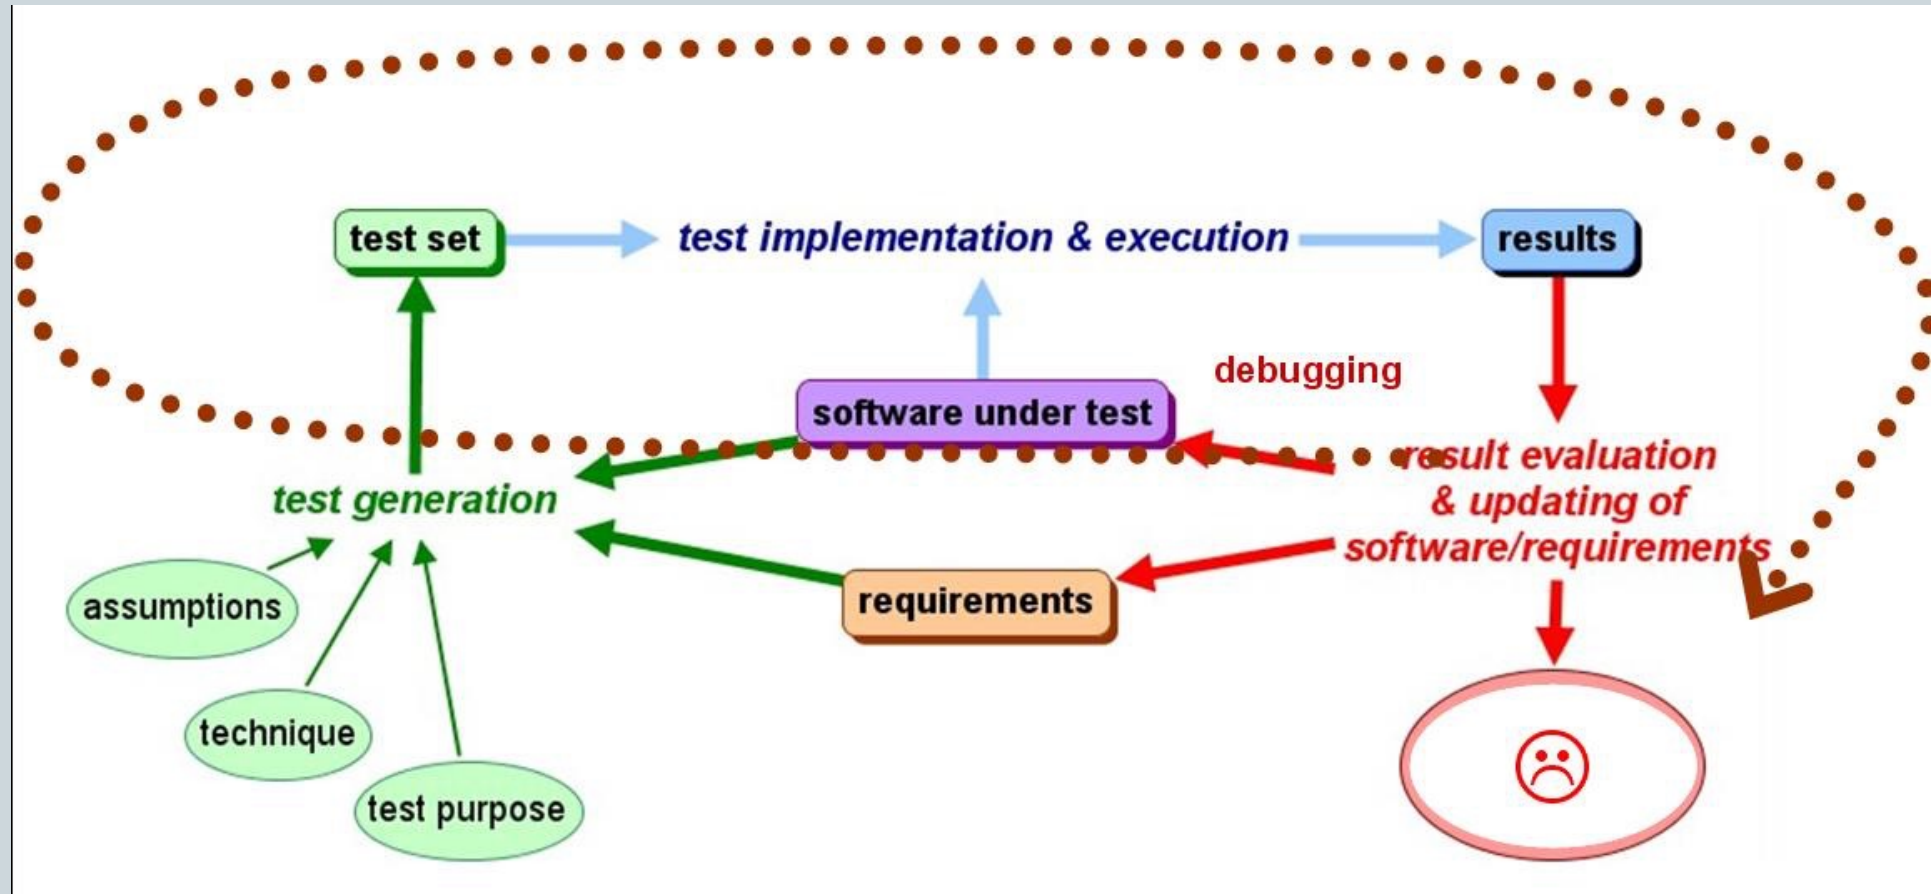 test set
test implementation & execution
results
debugging
software under test
result evaluation
& updating of
software/requirements
test generation
requirements
assumptions
technique
test purpose